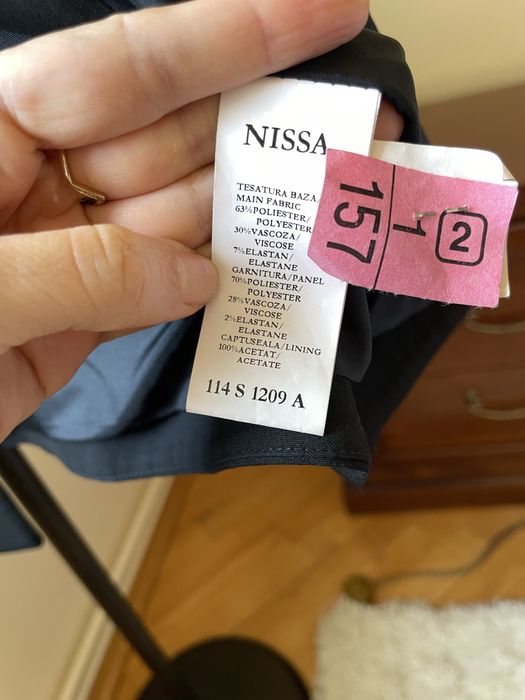 NISSA
TESATURA BAZA
MAIN FABRIC
63%POLIESTER/
POLYESTER
30%VASCOZA/
VISCOSE
7%ELASTAN/
ELASTANE
GARNITURA/PANEL
70%POLIESTER/
POLYESTER
28%VASCOZA/
VISCOSE
2%ELASTAN/
ELASTANE
CAPTUSEALA/LINING
100%ACETAT/
ACETATE
114 S 1209 A
157
1
2